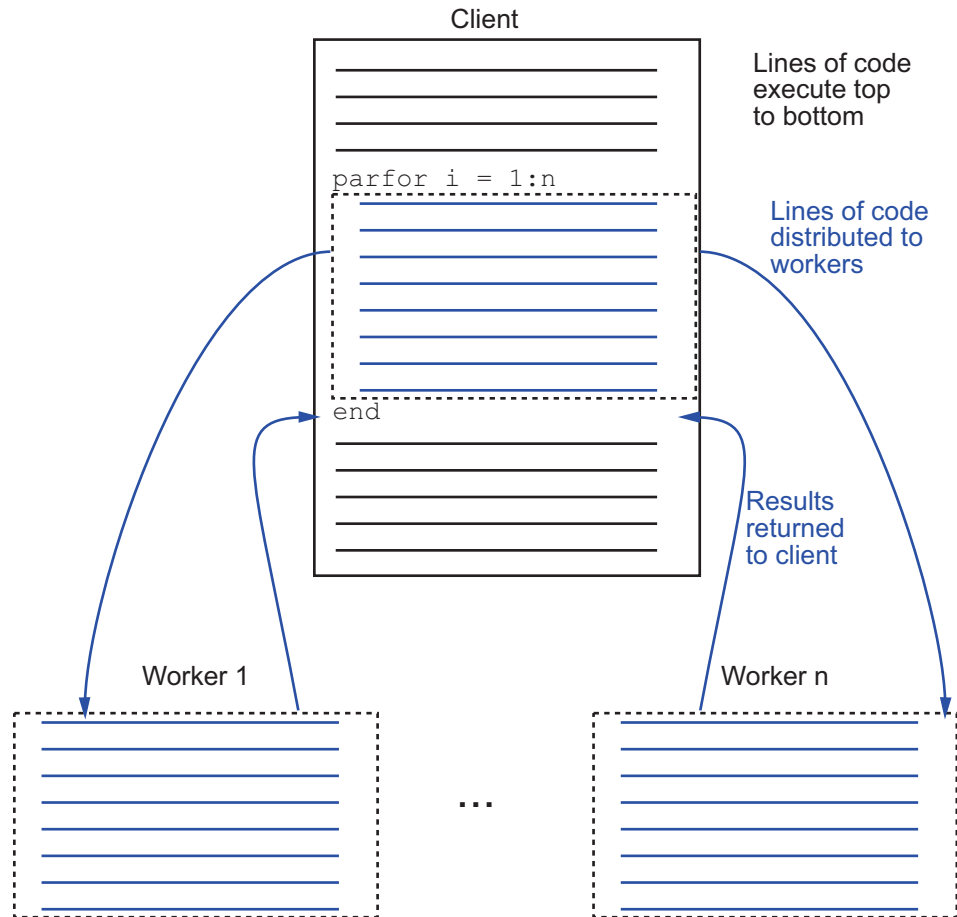 Client
Lines of code
execute top
to bottom
parfor i = 1:n
Lines of code
distributed to
workers
end
Results
returned
to client
Worker 1
Worker n
...